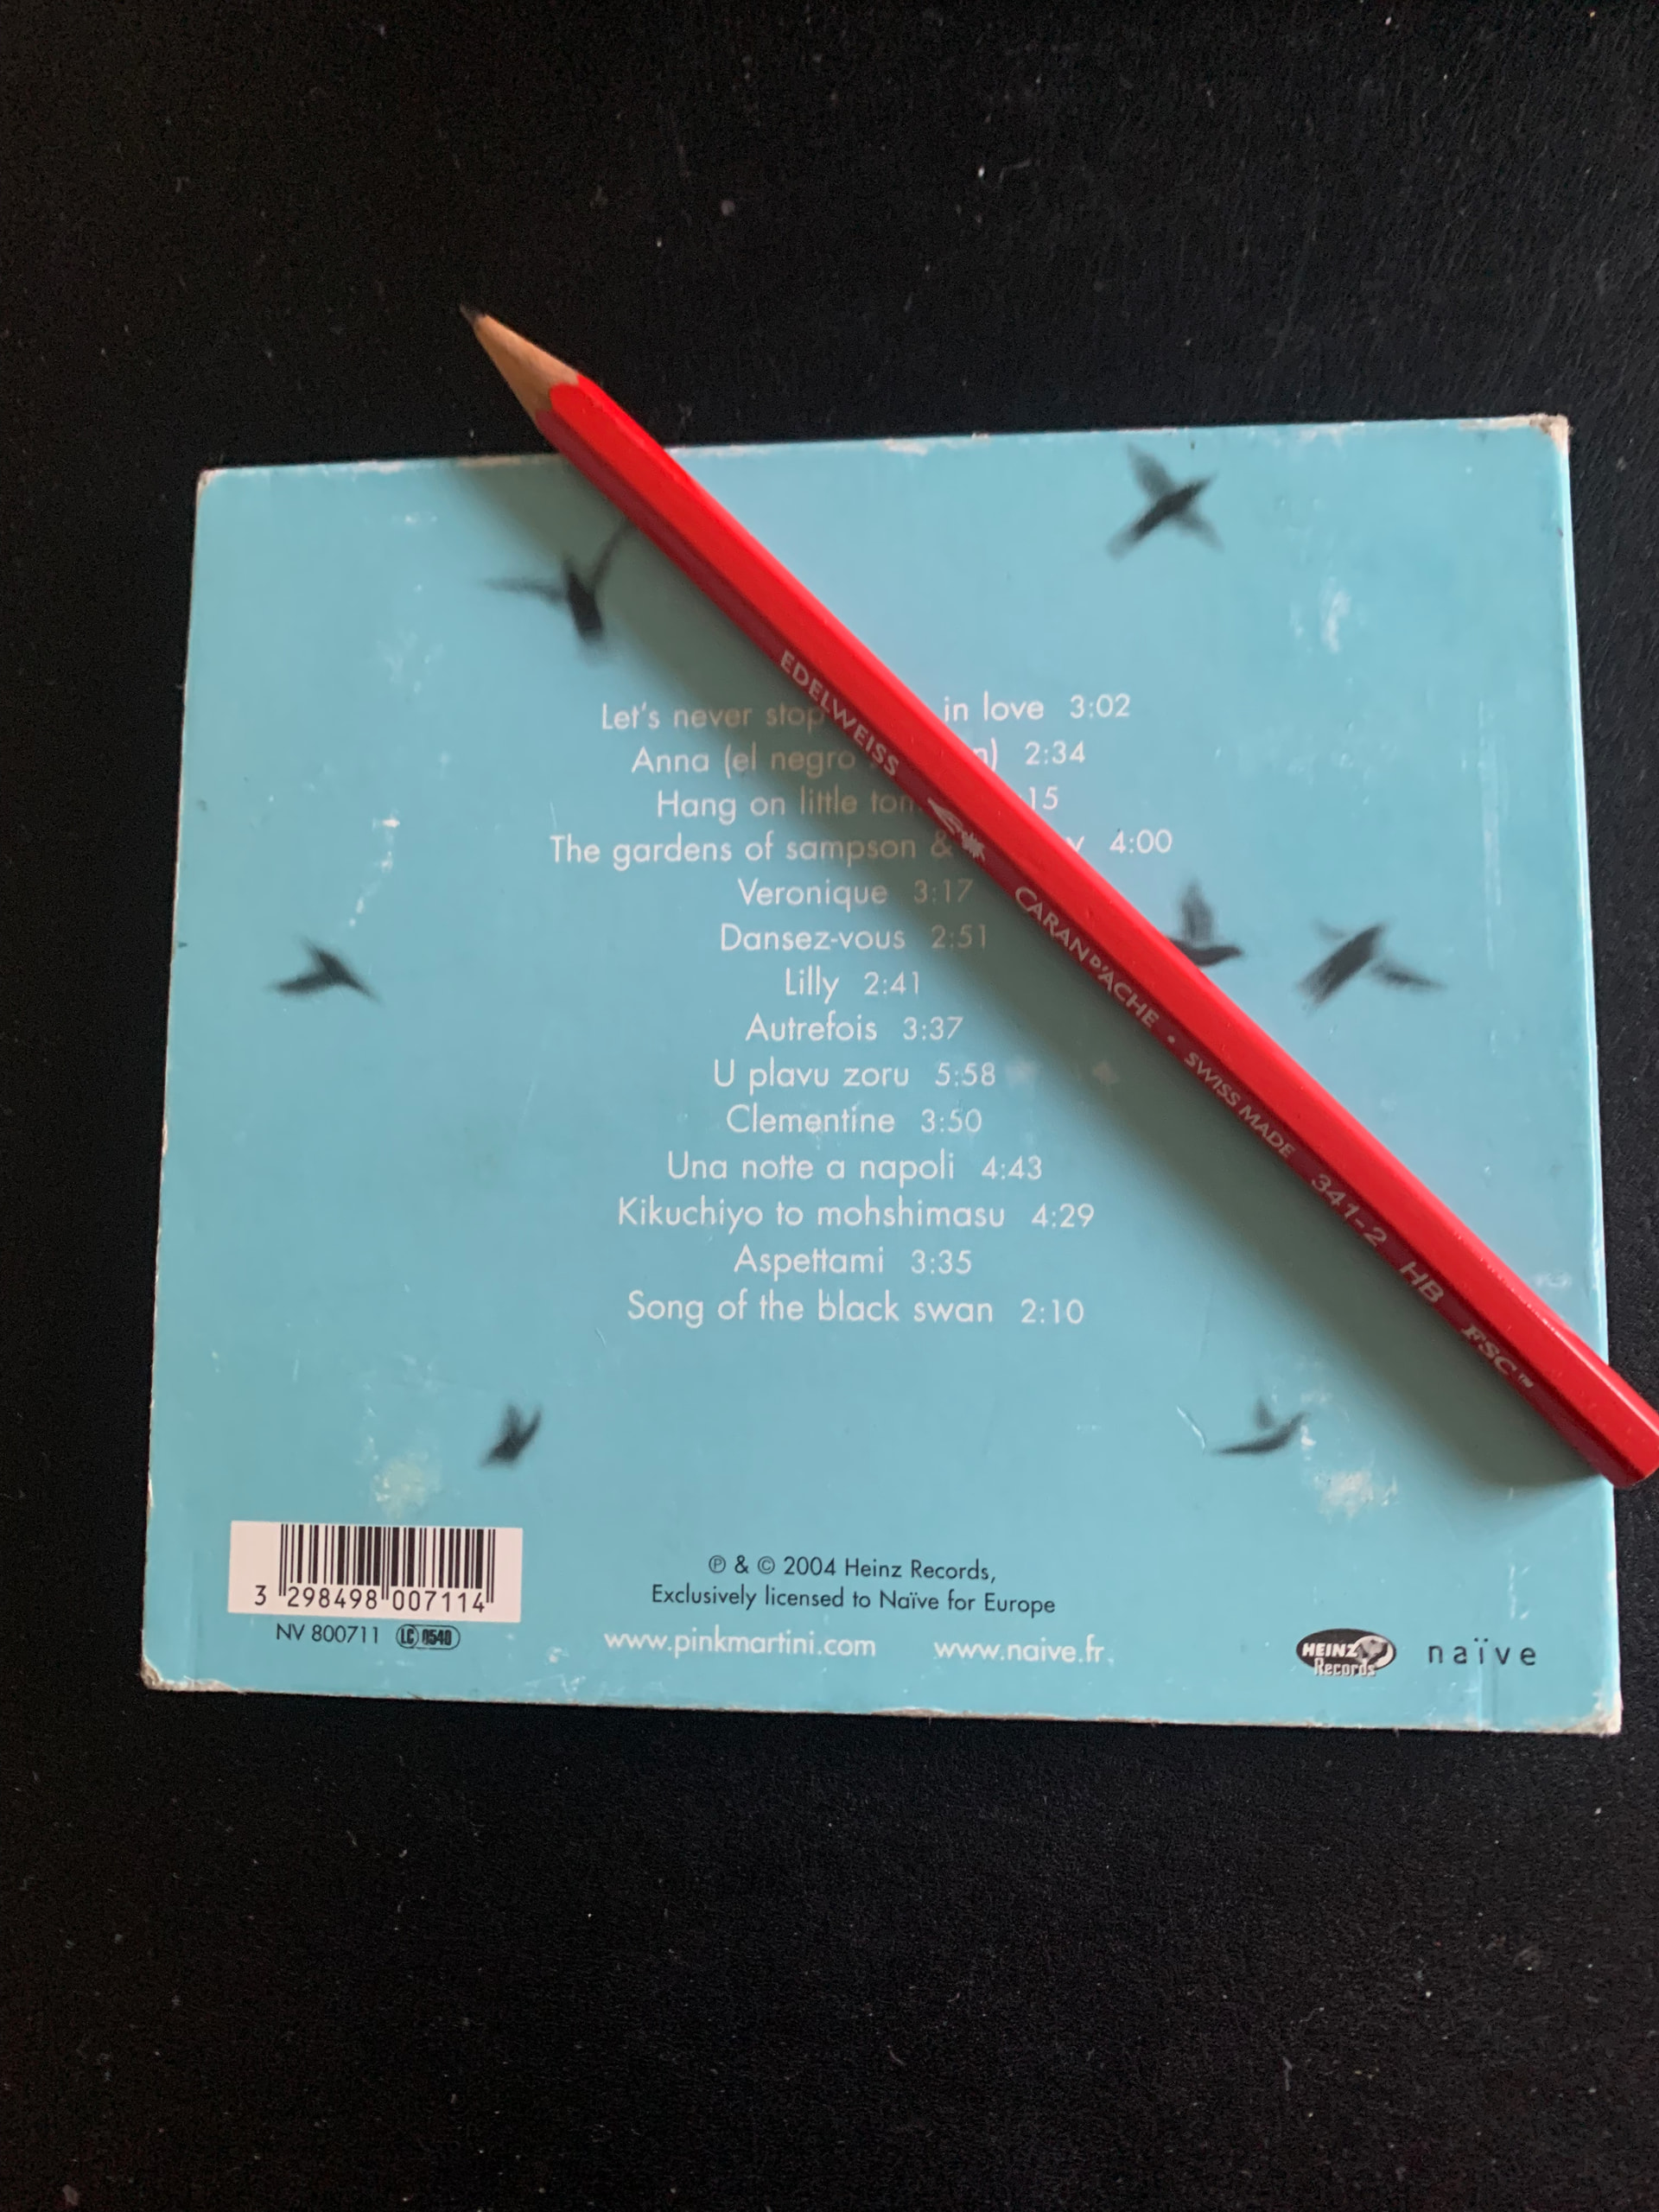 Let's never stop in love 3:02
Anna (el negro n) 2:34
Hang on little tom 15
The gardens of sampson & y 4:00
Veronique 3:17
Dansez-vous 2:51
Lilly 2:41
Autrefois 3:37
U plavu zoru 5:58
Clementine 3:50
Una notte a napoli 4:43
Kikuchiyo to mohshimasu 4:29
Aspettami 3:35
Song of the black swan 2:10
EDELWEISS CARAN D'ACHE • SWISS MADE 341-2 HB FSC™
3 298498 007114
NV 800711 LC 8540
℗ & © 2004 Heinz Records,
Exclusively licensed to Naïve for Europe
www.pinkmartini.com www.naive.fr
HEINZ
Records
naïve